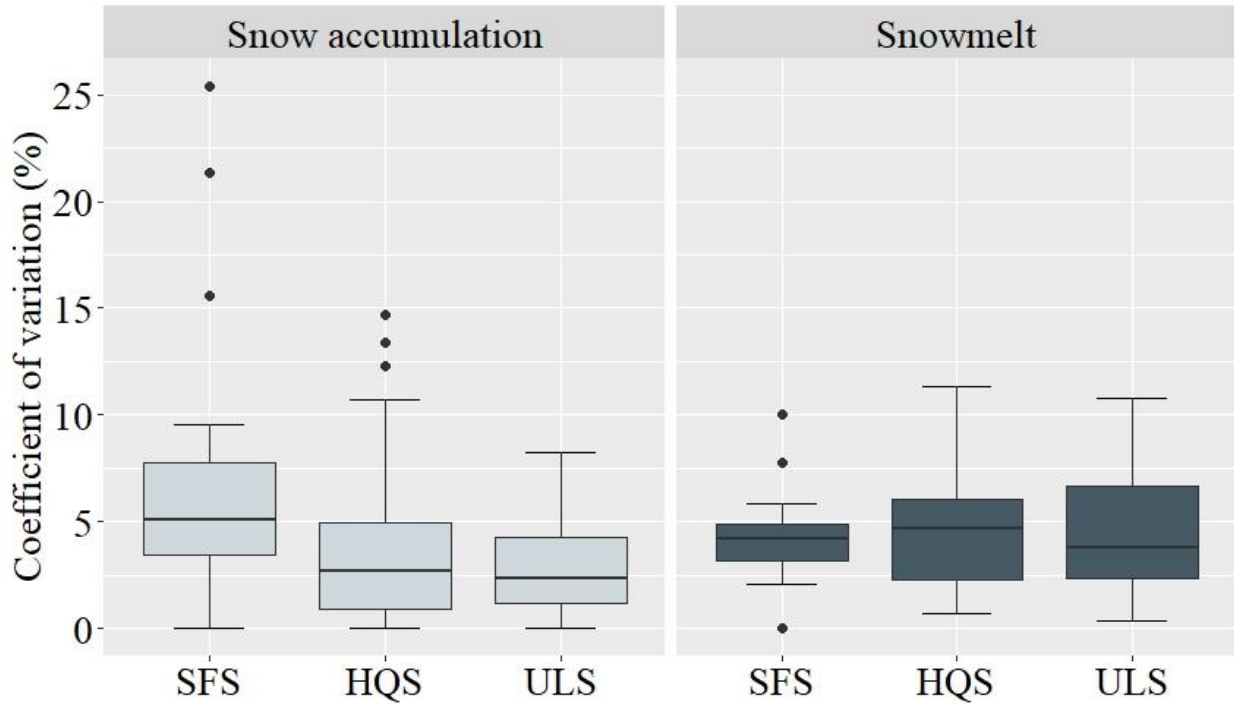 Snow accumulation
Snowmelt
Coefficient of variation (%)
25
20
15
10
5
0
SFS HQS ULS
SFS HQS ULS